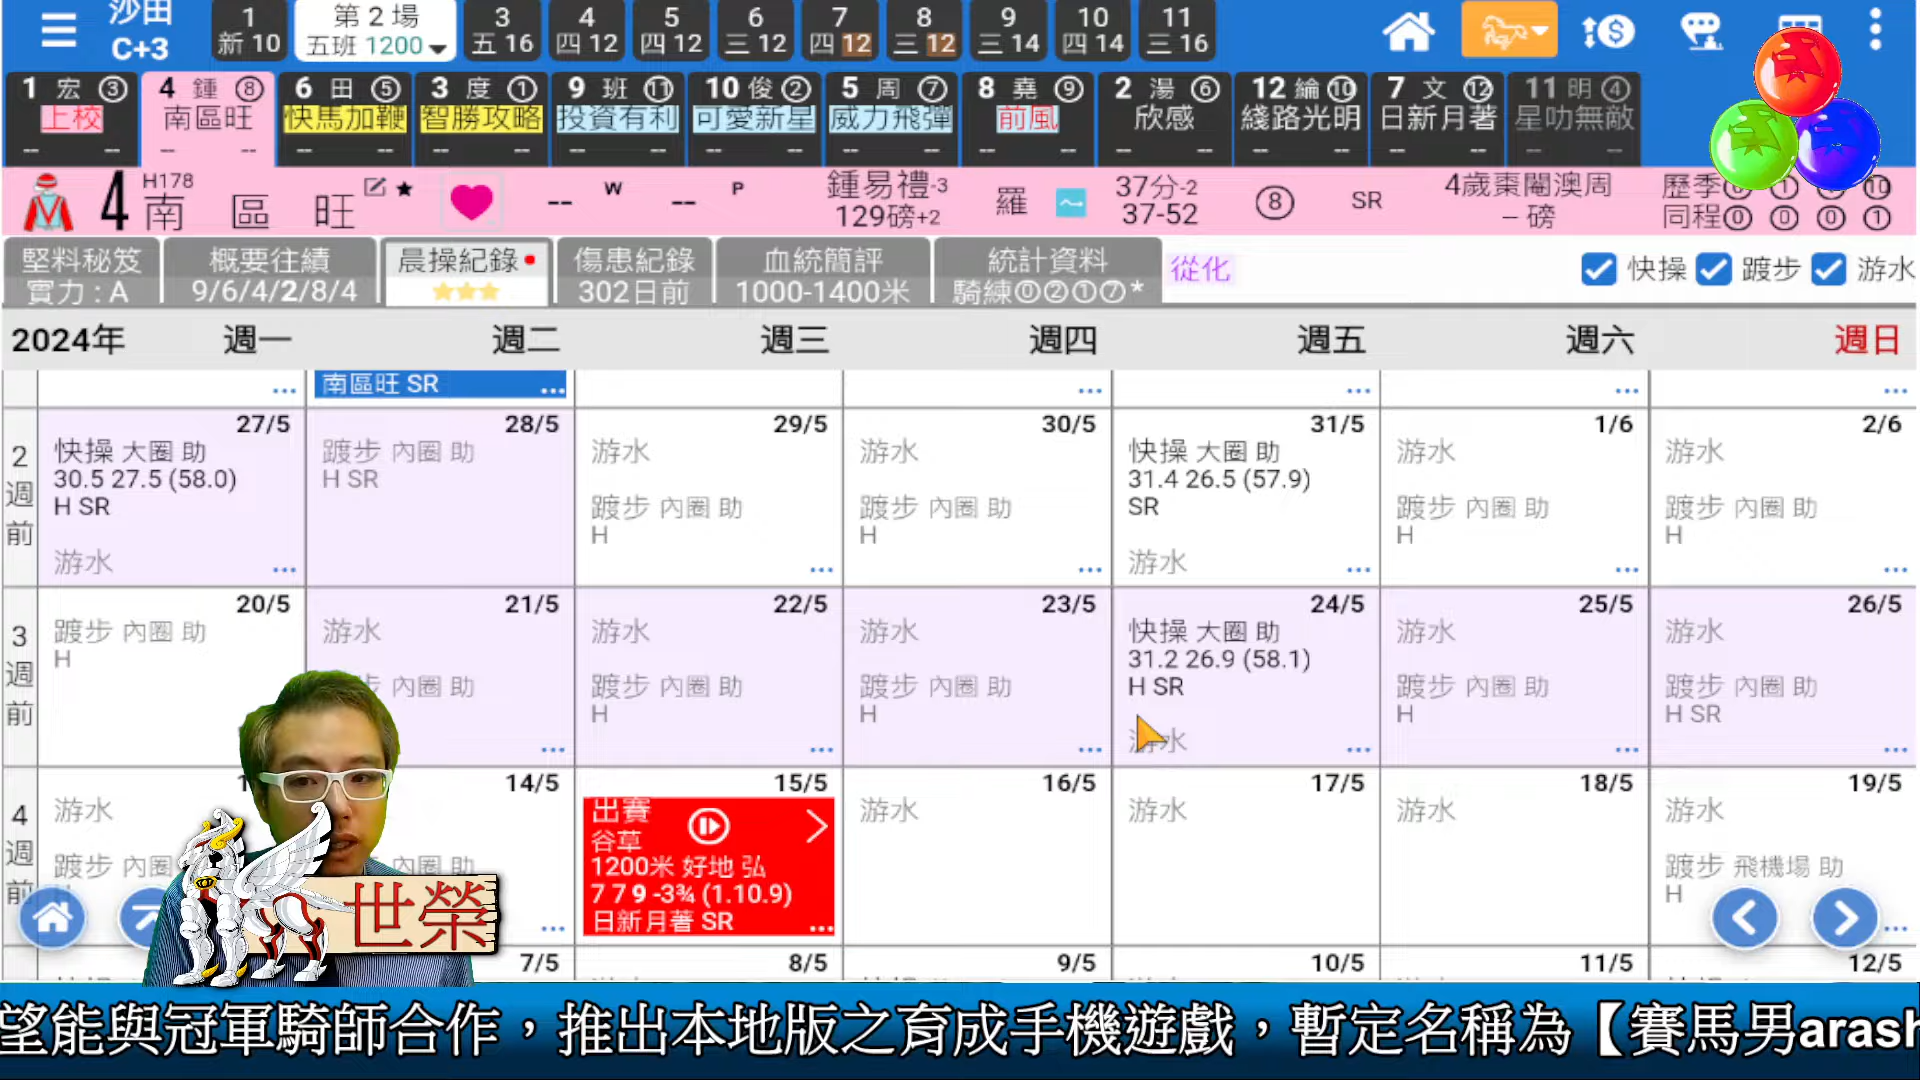 沙田
C+3
1
新 10
第 2 場
五班 1200
3
五 16
4
四 12
5
四 12
6
三 12
7
四 12
8
三 12
9
三 14
10
四 14
11
三 16
1 宏 ③
上校
-- --
4 鍾 ⑧
南區旺
-- --
6 田 ⑤
快馬加鞭
-- --
3 度 ①
智勝攻略
-- --
9 班 ⑪
投資有利
-- --
10 俊 ②
可愛新星
-- --
5 周 ⑦
威力飛彈
-- --
8 堯 ⑨
前風
-- --
2 湯 ⑥
欣感
-- --
12 綸 ⑩
綫路光明
-- --
7 文 ⑫
日新月著
-- --
11 明 ④
星叻無敵
-- --
4 H178
南區旺
-- W -- P
鍾易禮-3
129磅+2
羅
37分-2
37-52
⑧
SR
4歲棗閹澳周
– 磅
歷季
同程⓪ ⓪ ⓪ ①
堅料秘笈
實力 : A
概要往績
9/6/4/2/8/4
晨操紀錄
傷患紀錄
302日前
血統簡評
1000-1400米
統計資料
騎練⓪②①⑦*
從化
快操 踱步 游水
2024年 週一 週二 週三 週四 週五 週六 週日
南區旺 SR
2週前
27/5
快操 大圈 助
30.5 27.5 (58.0)
H SR
游水
28/5
踱步 內圈 助
H SR
29/5
游水
踱步 內圈 助
H
30/5
游水
踱步 內圈 助
H
31/5
快操 大圈 助
31.4 26.5 (57.9)
SR
游水
1/6
游水
踱步 內圈 助
H
2/6
游水
踱步 內圈 助
H
3週前
20/5
踱步 內圈 助
H
21/5
游水
內圈 助
22/5
游水
踱步 內圈 助
H
23/5
游水
踱步 內圈 助
H
24/5
快操 大圈 助
31.2 26.9 (58.1)
H SR
游水
25/5
游水
踱步 內圈 助
H
26/5
游水
踱步 內圈 助
H SR
4週前
游水
踱步 內圈
14/5
內圈 助
15/5
出賽
谷草
1200米 好地 弘
7 7 9 -3¾ (1.10.9)
日新月著 SR
16/5
游水
17/5
游水
18/5
游水
19/5
游水
踱步 飛機場 助
H
7/5
8/5
9/5
10/5
11/5
12/5
世榮
望能與冠軍騎師合作，推出本地版之育成手機遊戲，暫定名稱為【賽馬男arash